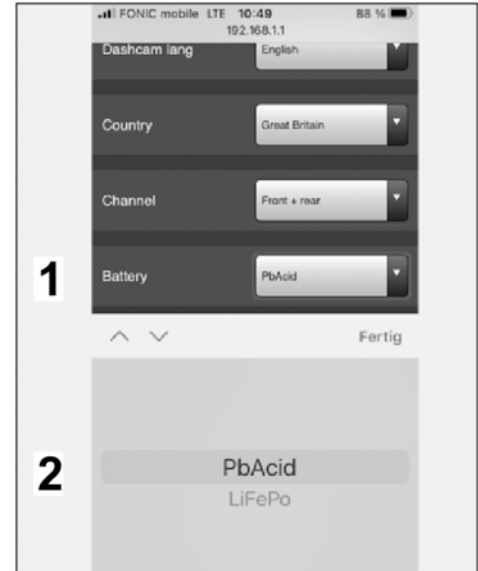 FONIC mobile LTE 10:49 88 %
192.168.1.1
Dashcam lang English
Country Great Britain
Channel Front + rear
1 Battery PbAcid
Fertig
2 PbAcid
LiFePo